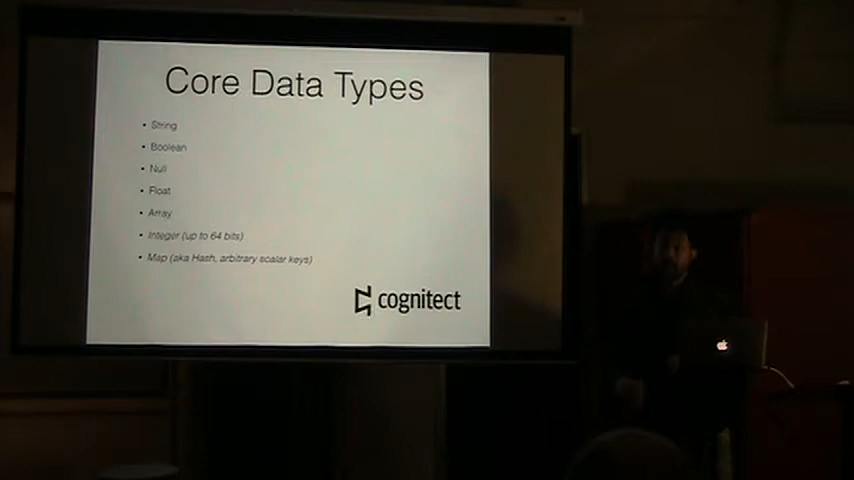 Core Data Types
• String
• Boolean
• Null
• Float
• Array
• Integer (up to 64 bits)
• Map (aka Hash, arbitrary scalar keys)
cognitect